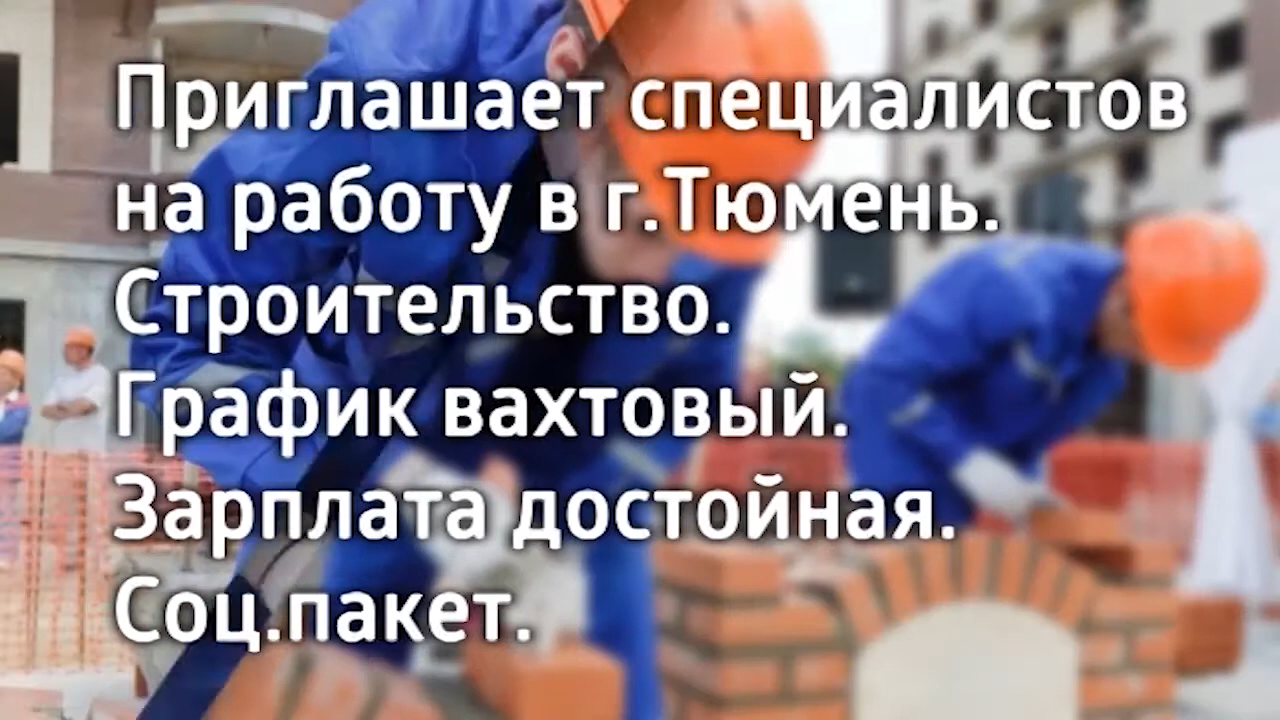 Приглашает специалистов
на работу в г.Тюмень.
Строительство.
График вахтовый.
Зарплата достойная.
Соц.пакет.